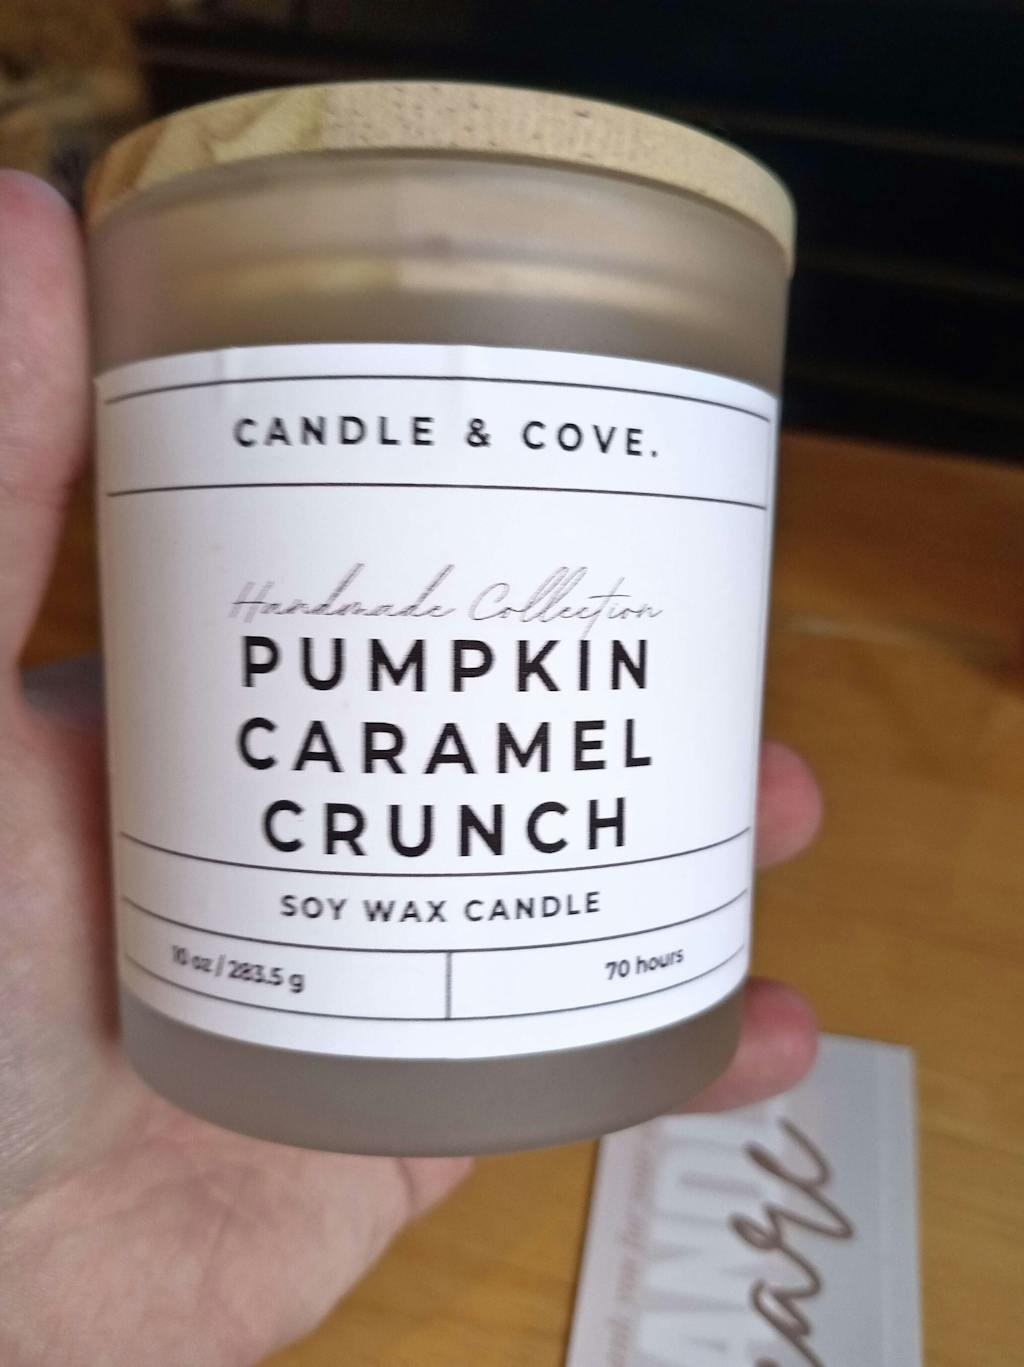 CANDLE & COVE.
Handmade Collection
PUMPKIN
CARAMEL
CRUNCH
SOY WAX CANDLE
10 oz / 283.5 g
70 hours